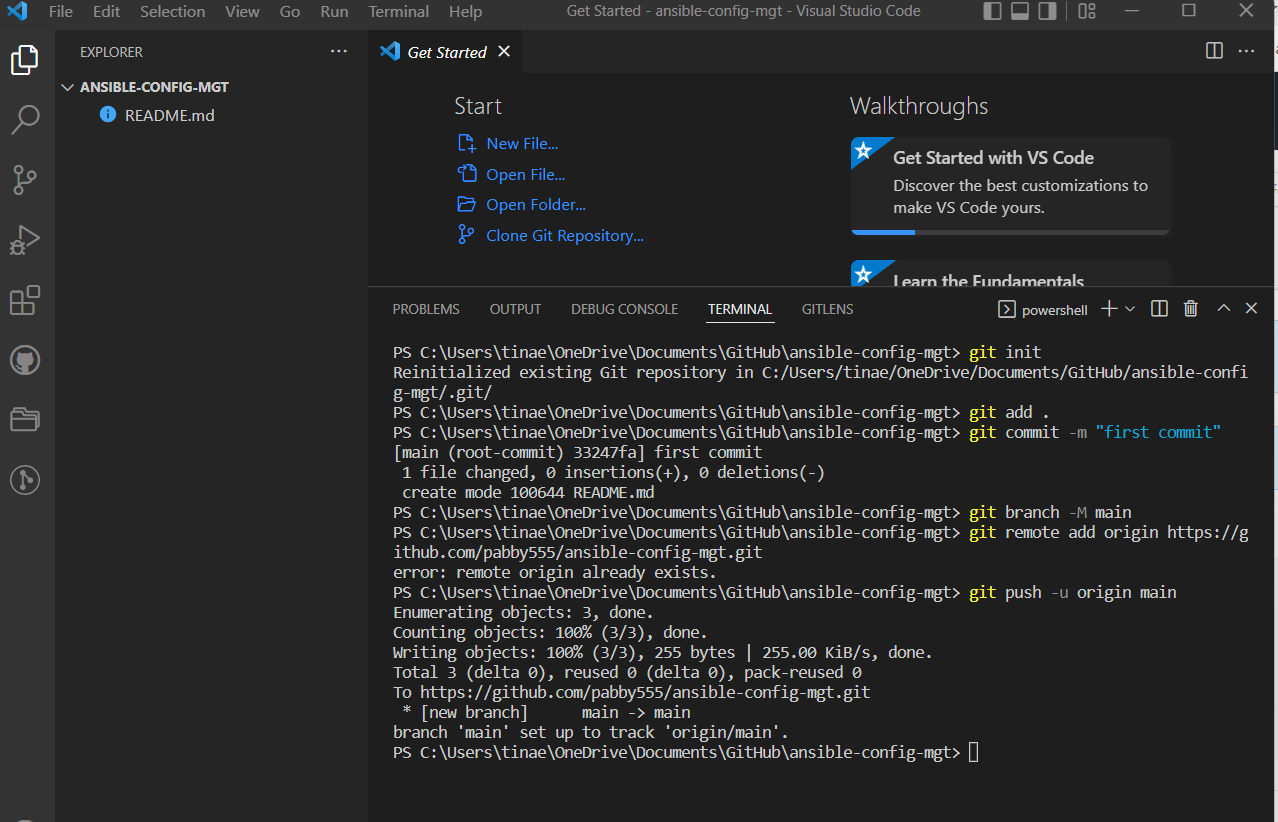 File Edit Selection View Go Run Terminal Help
Get Started - ansible-config-mgt - Visual Studio Code
EXPLORER
ANSIBLE-CONFIG-MGT
README.md
Get Started
Start
New File...
Open File...
Open Folder...
Clone Git Repository...
Walkthroughs
Get Started with VS Code
Discover the best customizations to
make VS Code yours.
Learn the Fundamentals
PROBLEMS OUTPUT DEBUG CONSOLE TERMINAL GITLENS
powershell
PS C:\Users\tinae\OneDrive\Documents\GitHub\ansible-config-mgt> git init
Reinitialized existing Git repository in C:/Users/tinae/OneDrive/Documents/GitHub/ansible-confi
g-mgt/.git/
PS C:\Users\tinae\OneDrive\Documents\GitHub\ansible-config-mgt> git add .
PS C:\Users\tinae\OneDrive\Documents\GitHub\ansible-config-mgt> git commit -m "first commit"
[main (root-commit) 33247fa] first commit
 1 file changed, 0 insertions(+), 0 deletions(-)
 create mode 100644 README.md
PS C:\Users\tinae\OneDrive\Documents\GitHub\ansible-config-mgt> git branch -M main
PS C:\Users\tinae\OneDrive\Documents\GitHub\ansible-config-mgt> git remote add origin https://g
ithub.com/pabby555/ansible-config-mgt.git
error: remote origin already exists.
PS C:\Users\tinae\OneDrive\Documents\GitHub\ansible-config-mgt> git push -u origin main
Enumerating objects: 3, done.
Counting objects: 100% (3/3), done.
Writing objects: 100% (3/3), 255 bytes | 255.00 KiB/s, done.
Total 3 (delta 0), reused 0 (delta 0), pack-reused 0
To https://github.com/pabby555/ansible-config-mgt.git
 * [new branch]      main -> main
branch 'main' set up to track 'origin/main'.
PS C:\Users\tinae\OneDrive\Documents\GitHub\ansible-config-mgt>